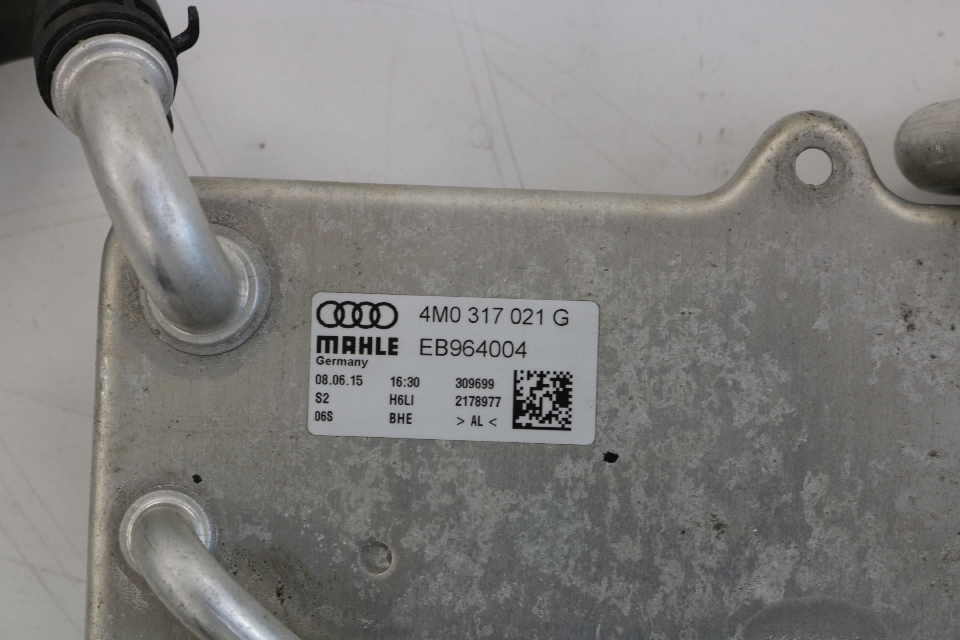 4M0 317 021 G
MAHLE EB964004
Germany
08.06.15 16:30 309699
S2 H6LI 2178977
06S BHE > AL <